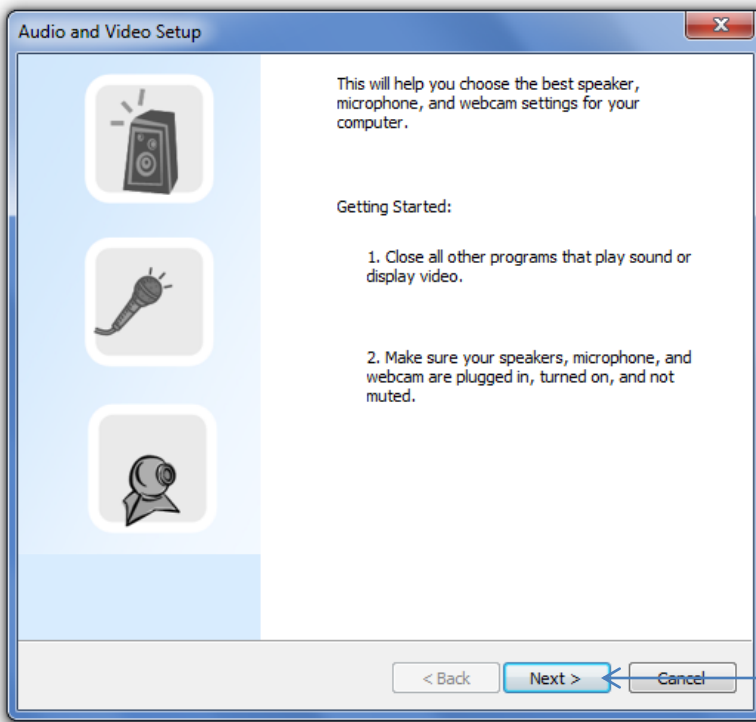 Audio and Video Setup
This will help you choose the best speaker,
microphone, and webcam settings for your
computer.
Getting Started:
1. Close all other programs that play sound or
display video.
2. Make sure your speakers, microphone, and
webcam are plugged in, turned on, and not
muted.
< Back Next > Cancel